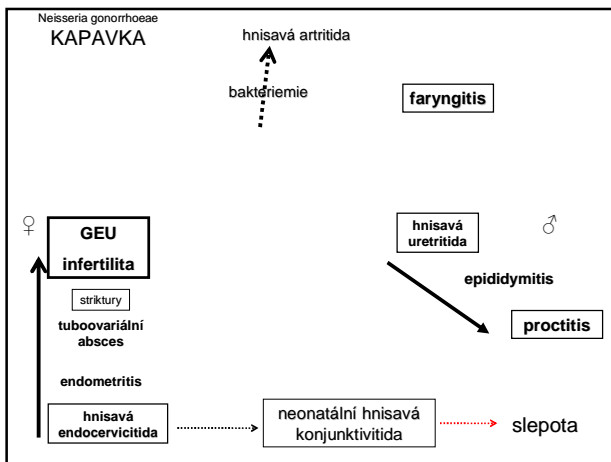 Neisseria gonorrhoeae
KAPAVKA
hnisavá artritida
bakteriemie
faryngitis
♀
GEU
infertilita
striktury
tuboovariální
absces
endometritis
hnisavá
endocervicitida
hnisavá
uretritida
♂
epididymitis
proctitis
neonatální hnisavá
konjunktivitida
slepota